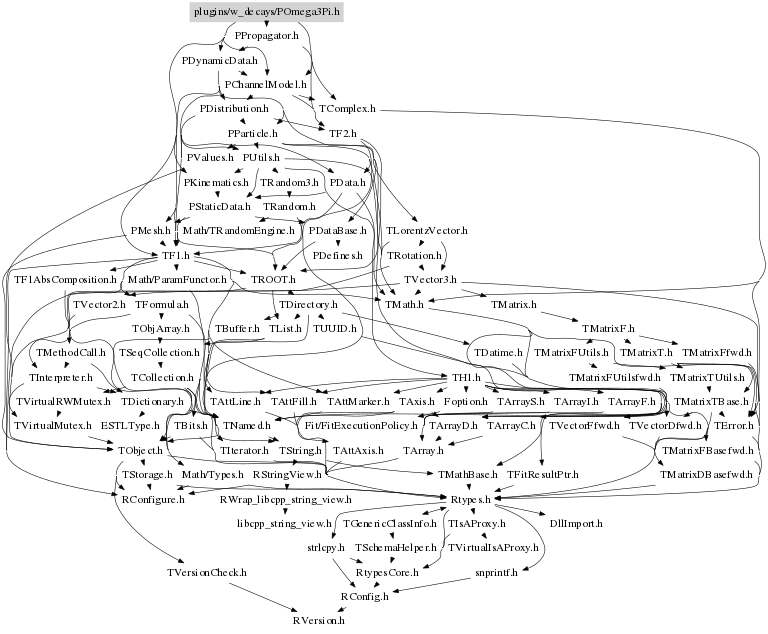 plugins/w_decays/POmega3Pi.h
PPropagator.h
PDynamicData.h
PChannelModel.h
PDistribution.h TComplex.h
PParticle.h TF2.h
PValues.h PUtils.h
PKinematics.h TRandom3.h PData.h
PStaticData.h TRandom.h
PMesh.h Math/TRandomEngine.h PDataBase.h TLorentzVector.h
TF1.h PDefines.h TRotation.h
TF1AbsComposition.h Math/ParamFunctor.h TROOT.h TVector3.h
TVector2.h TFormula.h TDirectory.h TMath.h TMatrix.h
TObjArray.h TBuffer.h TList.h TUUID.h TMatrixF.h
TMethodCall.h TSeqCollection.h TDatime.h TMatrixFUtils.h TMatrixT.h TMatrixFfwd.h
TInterpreter.h TCollection.h TH1.h TMatrixFUtilsfwd.h TMatrixTUtils.h
TVirtualRWMutex.h TDictionary.h TAttLine.h TAttFill.h TAttMarker.h TAxis.h Foption.h TArrayS.h TArrayI.h TArrayF.h TMatrixTBase.h
TVirtualMutex.h ESTLType.h TBits.h TNamed.h Fit/FitExecutionPolicy.h TArrayD.h TArrayC.h TVectorFfwd.h TVectorDfwd.h TError.h
TObject.h TIterator.h TString.h TAttAxis.h TArray.h TMatrixFBasefwd.h
TStorage.h Math/Types.h RStringView.h TMathBase.h TFitResultPtr.h TMatrixDBasefwd.h
RConfigure.h RWrap_libcpp_string_view.h Rtypes.h
libcpp_string_view.h TGenericClassInfo.h TIsAProxy.h DllImport.h
strlcpy.h TSchemaHelper.h TVirtualIsAProxy.h
TVersionCheck.h RtypesCore.h snprintf.h
RConfig.h
RVersion.h